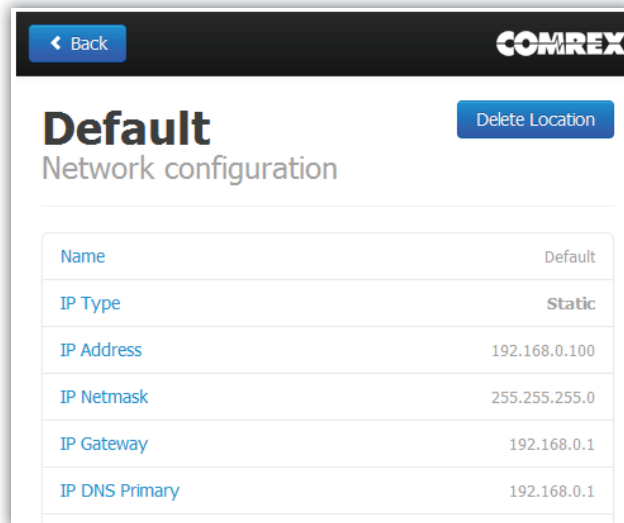 Back
COMREX
Default
Delete Location
Network configuration
Name Default
IP Type Static
IP Address 192.168.0.100
IP Netmask 255.255.255.0
IP Gateway 192.168.0.1
IP DNS Primary 192.168.0.1